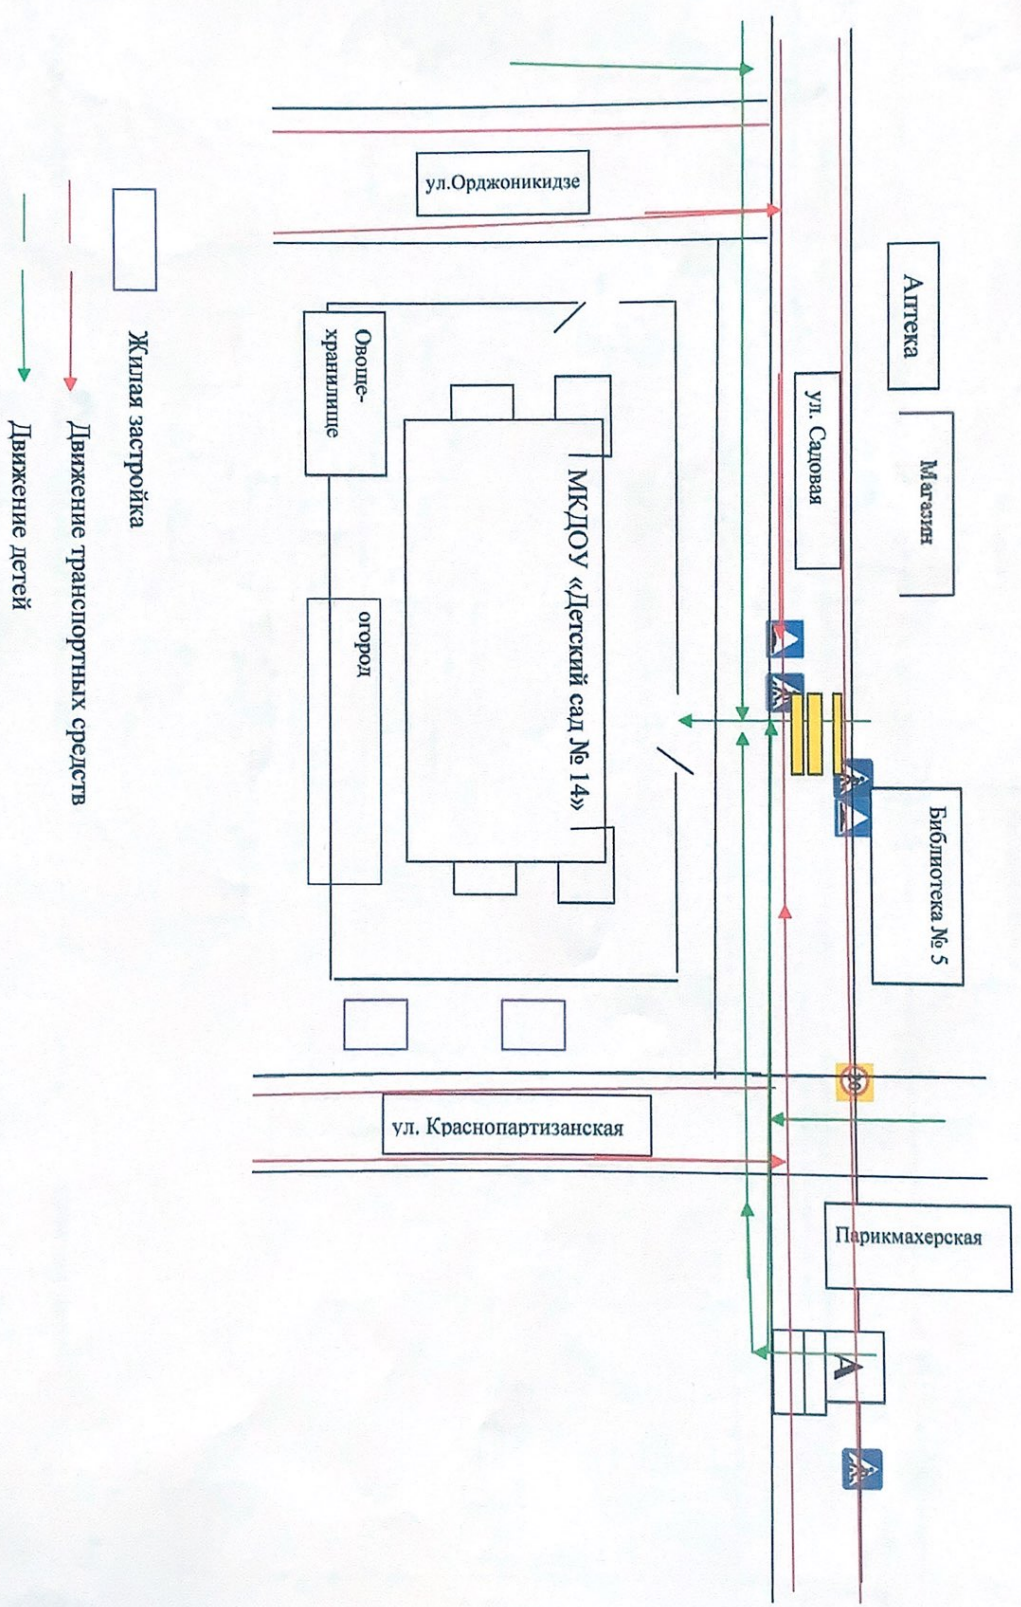 Аптека
Магазин
ул. Садовая
Библиотека № 5
Парикмахерская
А
ул.Орджоникидзе
МКДОУ «Детский сад № 14»
Овоще-
хранилище
огород
ул. Краснопартизанская
Жилая застройка
Движение транспортных средств
Движение детей